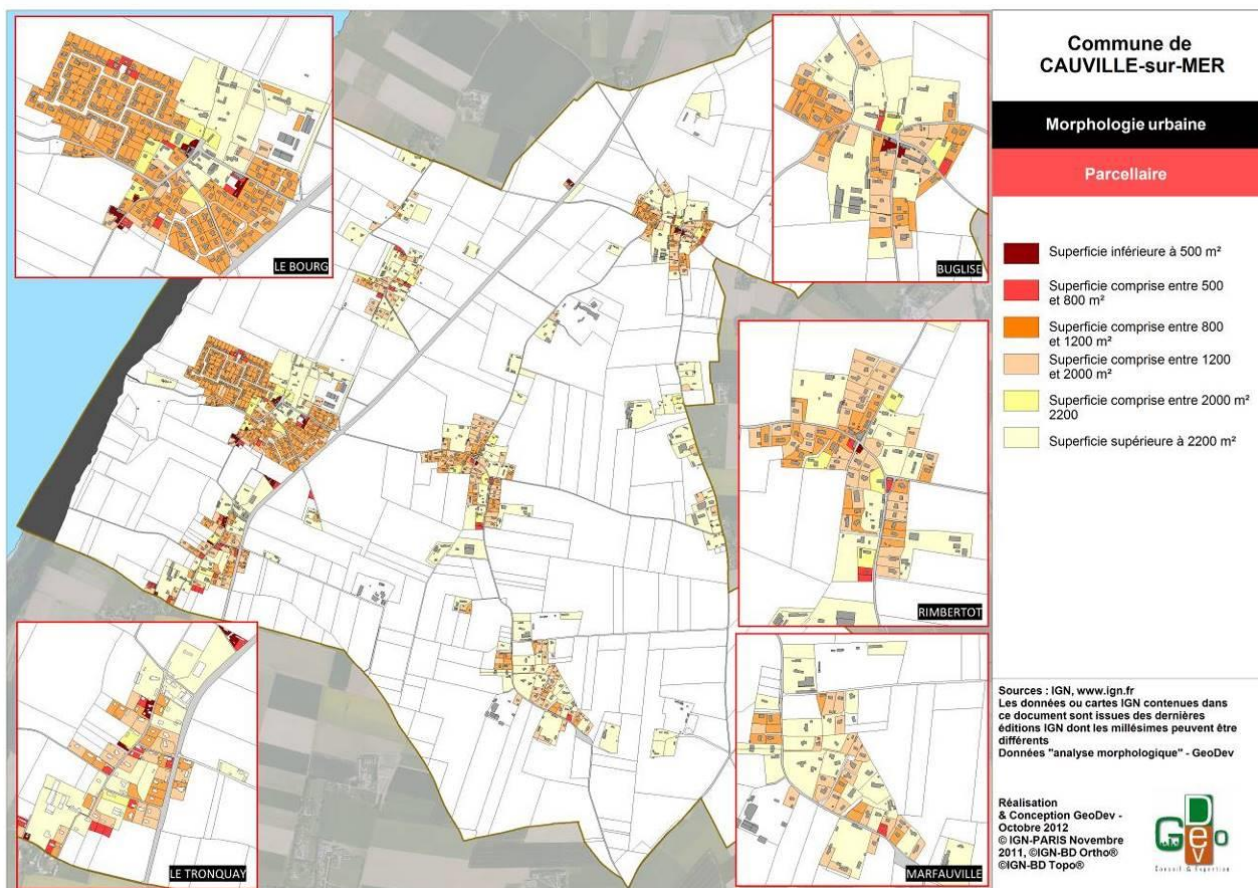 Commune de
CAUVILLE-sur-MER
Morphologie urbaine
Parcellaire
Superficie inférieure à 500 m²
Superficie comprise entre 500
et 800 m²
Superficie comprise entre 800
et 1200 m²
Superficie comprise entre 1200
et 2000 m²
Superficie comprise entre 2000 m²
2200
Superficie supérieure à 2200 m²
LE BOURG
BUGLISE
RIMBERTOT
LE TRONQUAY
MARFAUVILLE
Sources : IGN, www.ign.fr
Les données ou cartes IGN contenues dans
ce document sont issues des dernières
éditions IGN dont les millésimes peuvent être
différents
Données "analyse morphologique" - GeoDev
Réalisation
& Conception GeoDev -
Octobre 2012
© IGN-PARIS Novembre
2011, ©IGN-BD Ortho®
©IGN-BD Topo®
GeoDev
Conseil & Expertise